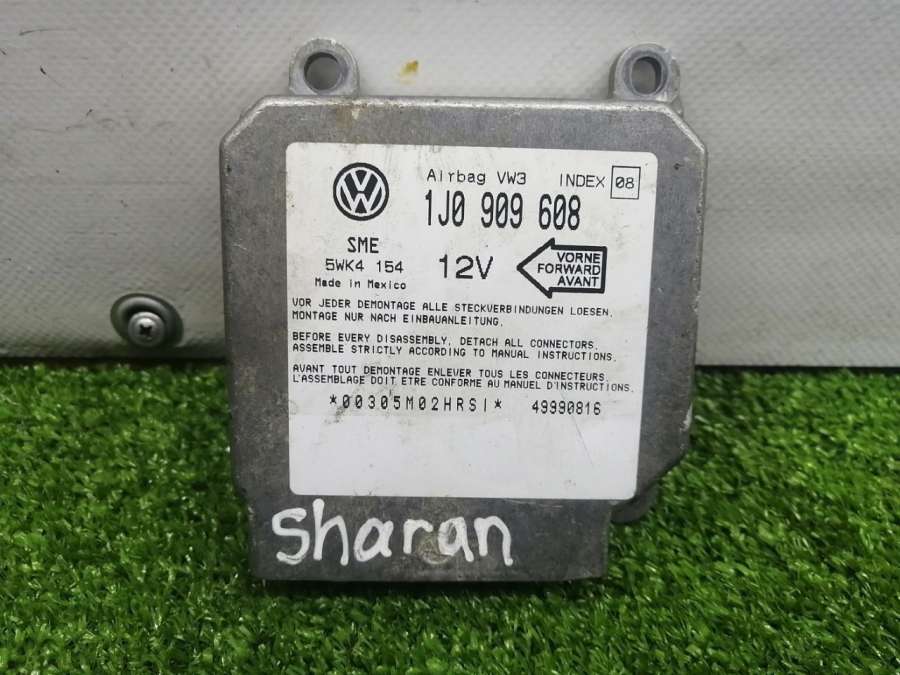 Airbag VW3 INDEX 08
1J0 909 608
SME
5WK4 154
Made in Mexico
12V
VORNE
FORWARD
AVANT
VOR JEDER DEMONTAGE ALLE STECKVERBINDUNGEN LOESEN.
MONTAGE NUR NACH EINBAUANLEITUNG.
BEFORE EVERY DISASSEMBLY, DETACH ALL CONNECTORS.
ASSEMBLE STRICTLY ACCORDING TO MANUAL INSTRUCTIONS.
AVANT TOUT DEMONTAGE ENLEVER TOUS LES CONNECTEURS.
L'ASSEMBLAGE DOIT ETRE CONFORME AU MANUEL D'INSTRUCTIONS.
*00305M02HRSI* 49990816
Sharan